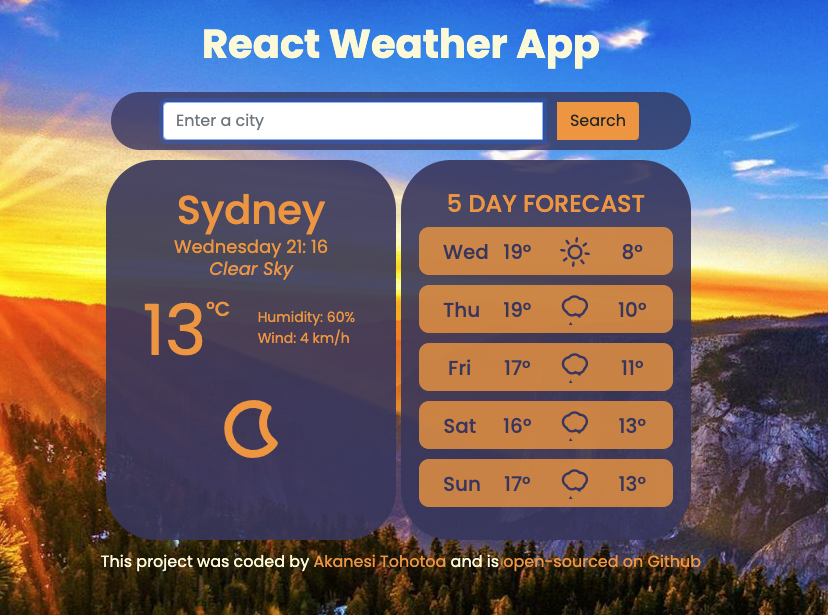 React Weather App
Enter a city
Search
Sydney
Wednesday 21: 16
Clear Sky
13°C
Humidity: 60%
Wind: 4 km/h
5 DAY FORECAST
Wed 19° 8°
Thu 19° 10°
Fri 17° 11°
Sat 16° 13°
Sun 17° 13°
This project was coded by Akanesi Tohotoa and is open-sourced on Github